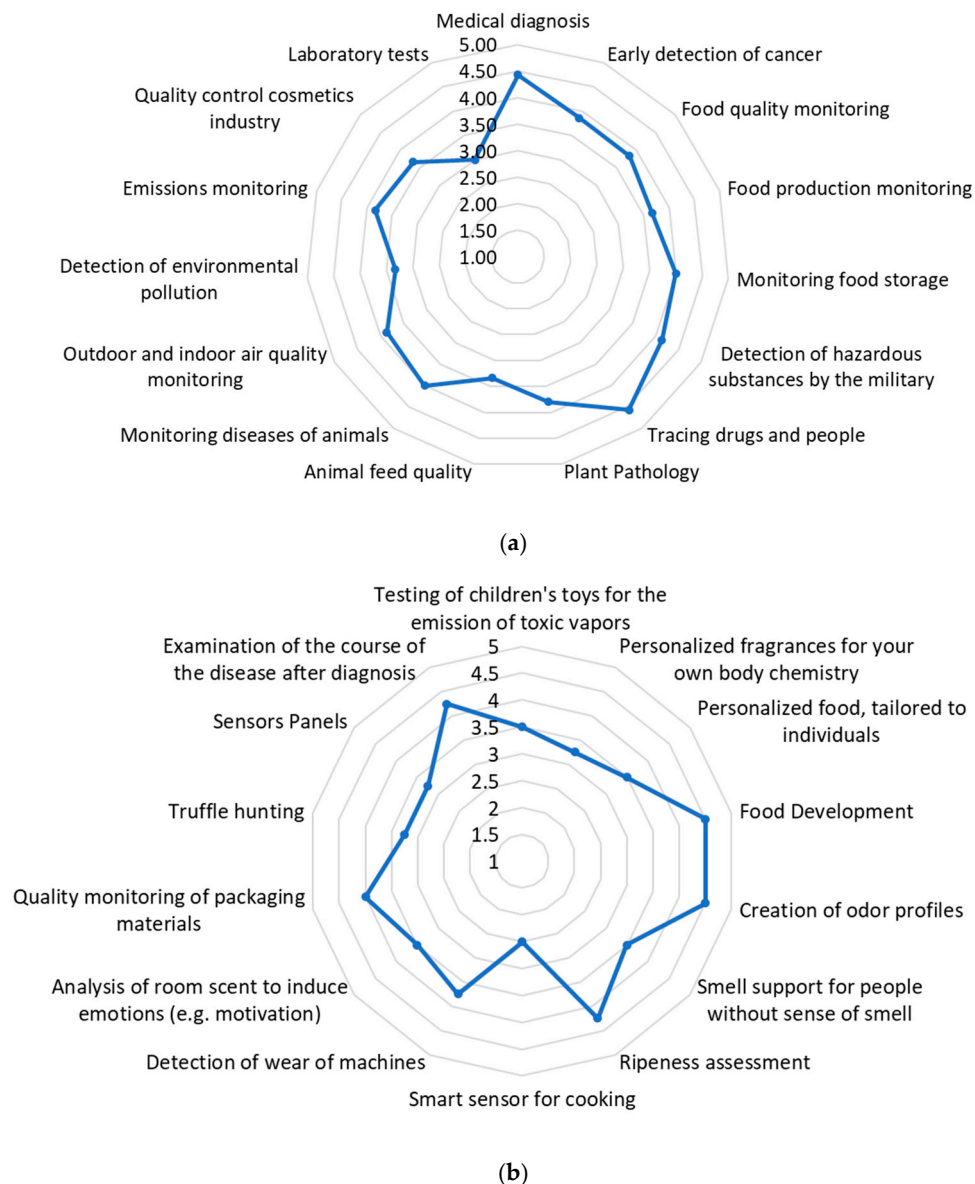 Medical diagnosis
5.00
4.50
4.00
3.50
3.00
2.50
2.00
1.50
1.00
Early detection of cancer
Food quality monitoring
Food production monitoring
Monitoring food storage
Detection of hazardous
substances by the military
Tracing drugs and people
Plant Pathology
Animal feed quality
Monitoring diseases of animals
Outdoor and indoor air quality
monitoring
Detection of environmental
pollution
Emissions monitoring
Quality control cosmetics
industry
Laboratory tests
(a)
Testing of children's toys for the
emission of toxic vapors
5
4.5
4
3.5
3
2.5
2
1.5
1
Personalized fragrances for your
own body chemistry
Personalized food, tailored to
individuals
Food Development
Creation of odor profiles
Smell support for people
without sense of smell
Ripeness assessment
Smart sensor for cooking
Detection of wear of machines
Analysis of room scent to induce
emotions (e.g. motivation)
Quality monitoring of packaging
materials
Truffle hunting
Sensors Panels
Examination of the course of
the disease after diagnosis
(b)